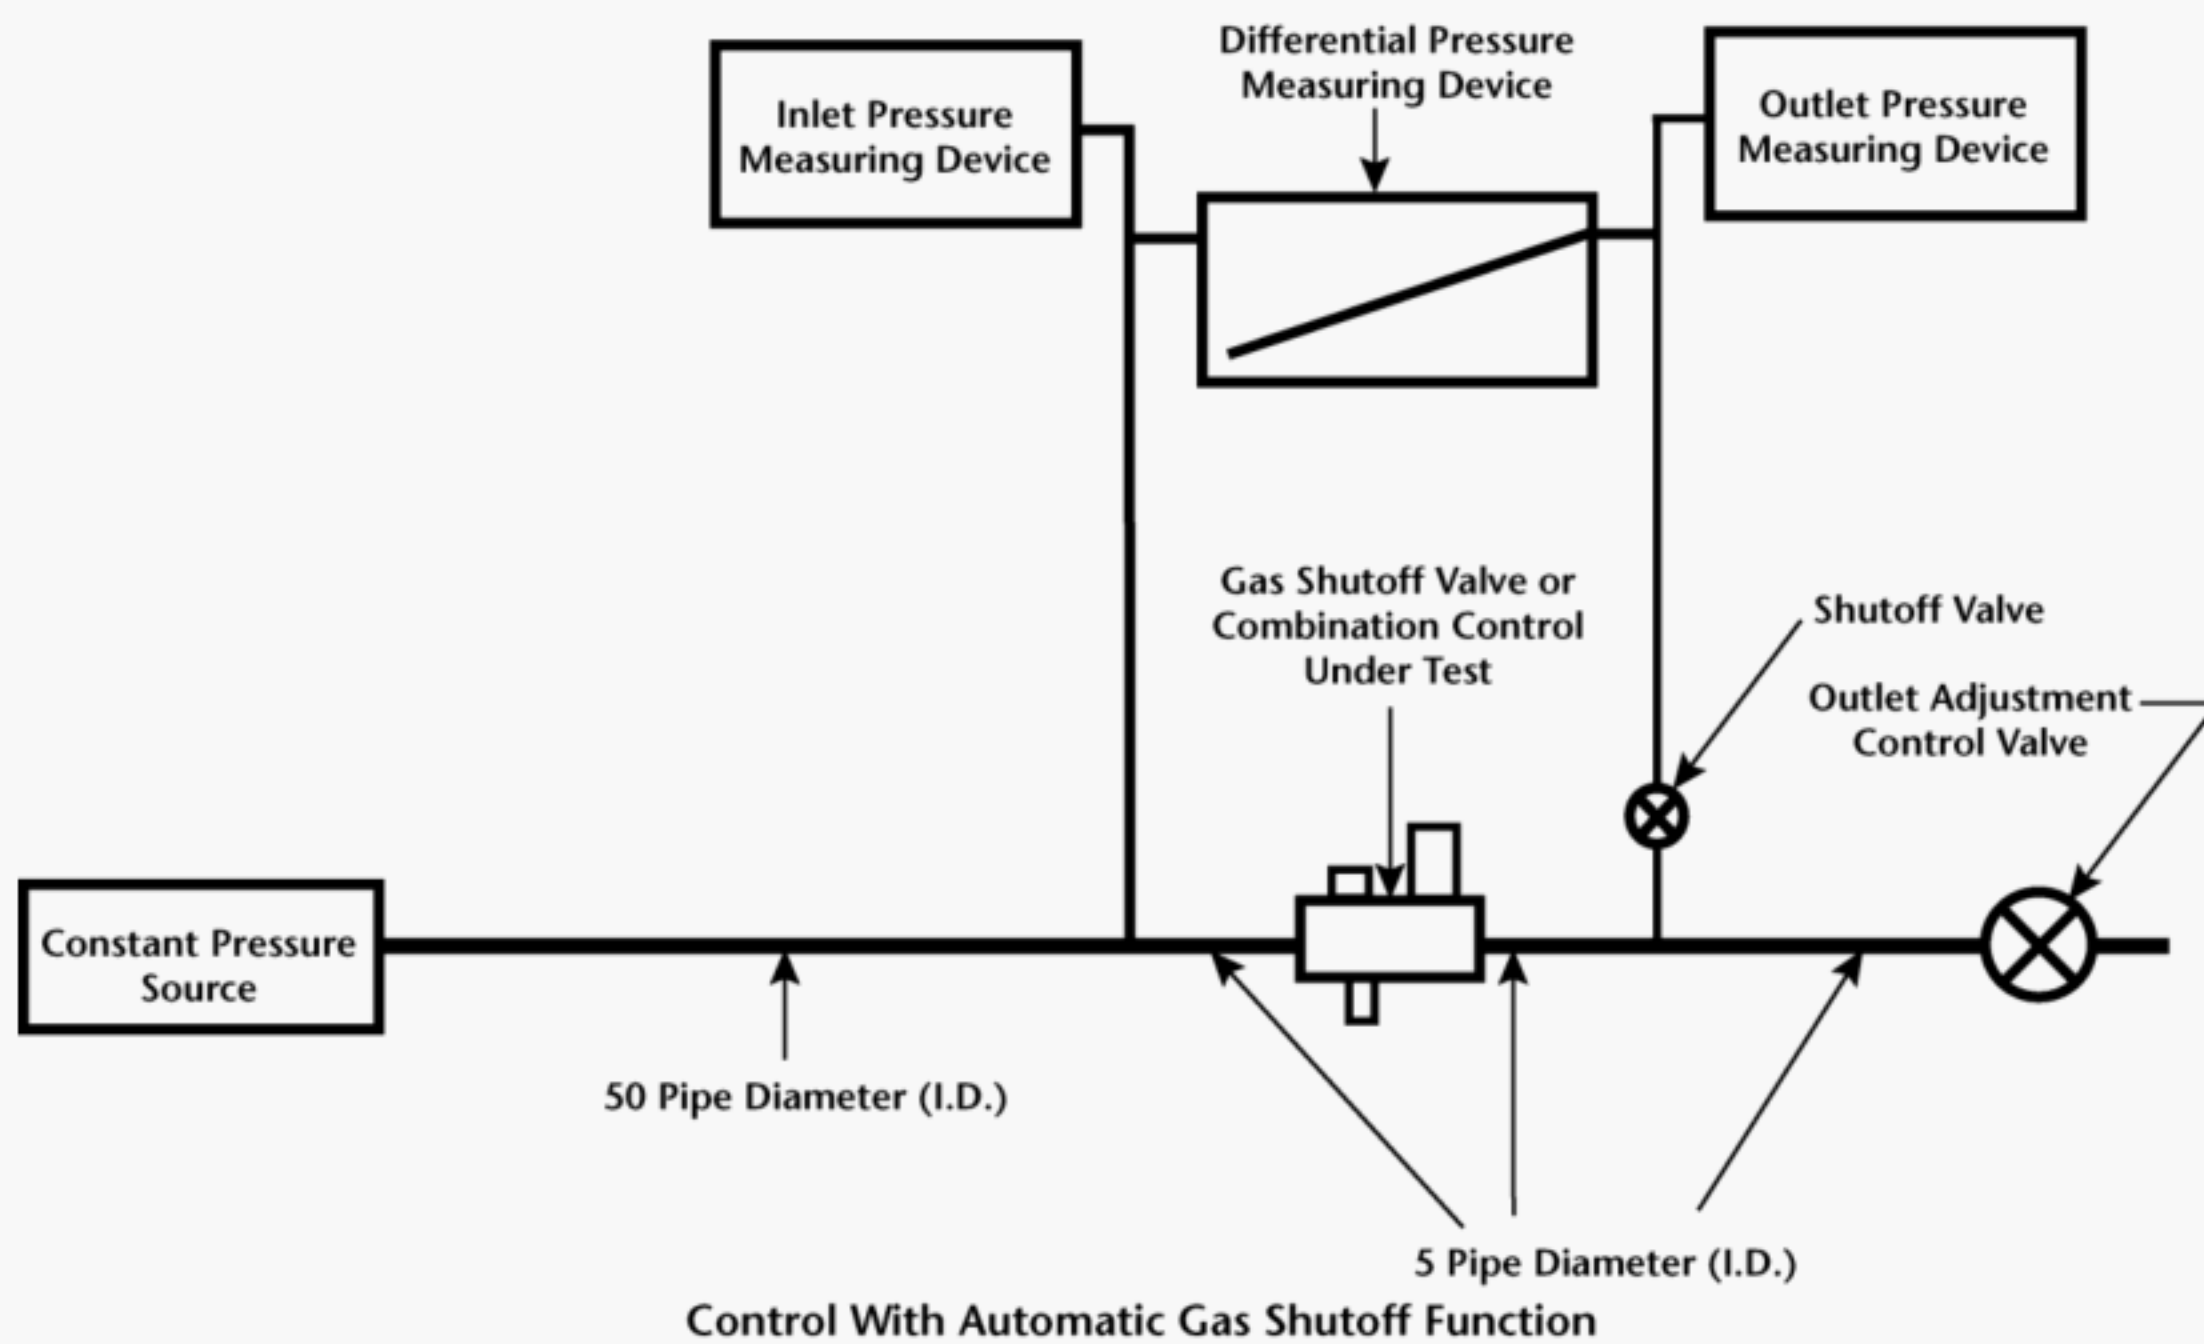 Differential Pressure
Measuring Device
Inlet Pressure
Measuring Device
Outlet Pressure
Measuring Device
Gas Shutoff Valve or
Combination Control
Under Test
Shutoff Valve
Outlet Adjustment
Control Valve
Constant Pressure
Source
50 Pipe Diameter (I.D.)
5 Pipe Diameter (I.D.)
Control With Automatic Gas Shutoff Function